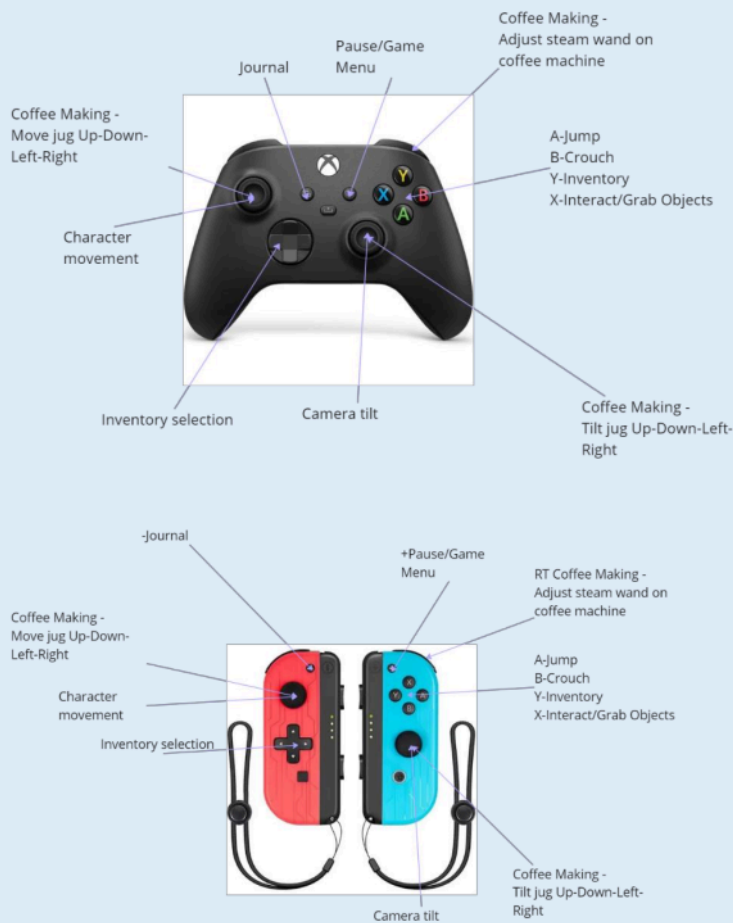 Coffee Making -
Adjust steam wand on
coffee machine
Pause/Game
Menu
Journal
Coffee Making -
Move jug Up-Down-
Left-Right
A-Jump
B-Crouch
Y-Inventory
X-Interact/Grab Objects
Y
X
B
A
Character
movement
Inventory selection
Camera tilt
Coffee Making -
Tilt jug Up-Down-Left-
Right
-Journal
+Pause/Game
Menu
RT Coffee Making -
Adjust steam wand on
coffee machine
Coffee Making -
Move jug Up-Down-
Left-Right
A-Jump
B-Crouch
Y-Inventory
X-Interact/Grab Objects
X
Y
A
B
Character
movement
Inventory selection
Coffee Making -
Tilt jug Up-Down-Left-
Right
Camera tilt